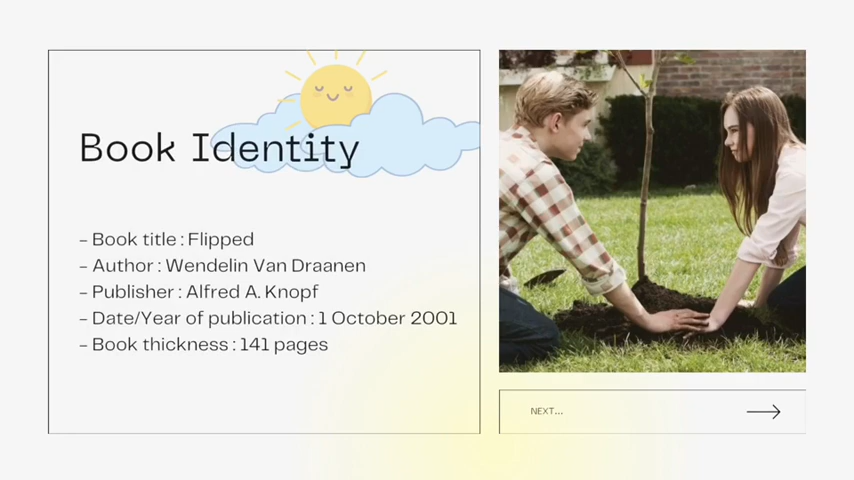 Book Identity
- Book title : Flipped
- Author : Wendelin Van Draanen
- Publisher : Alfred A. Knopf
- Date/Year of publication : 1 October 2001
- Book thickness : 141 pages
NEXT...